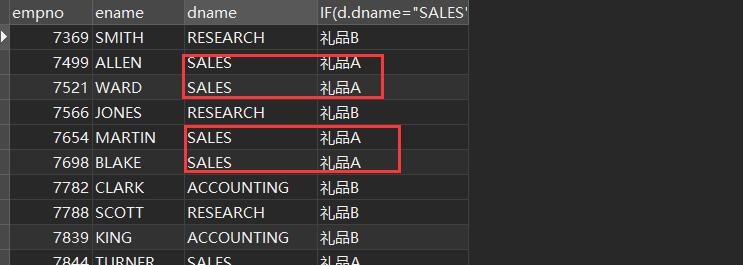 empno ename dname IF(d.dname="SALES"
7369 SMITH RESEARCH 礼品B
7499 ALLEN SALES 礼品A
7521 WARD SALES 礼品A
7566 JONES RESEARCH 礼品B
7654 MARTIN SALES 礼品A
7698 BLAKE SALES 礼品A
7782 CLARK ACCOUNTING 礼品B
7788 SCOTT RESEARCH 礼品B
7839 KING ACCOUNTING 礼品B
7844 TURNER SALES 礼品A